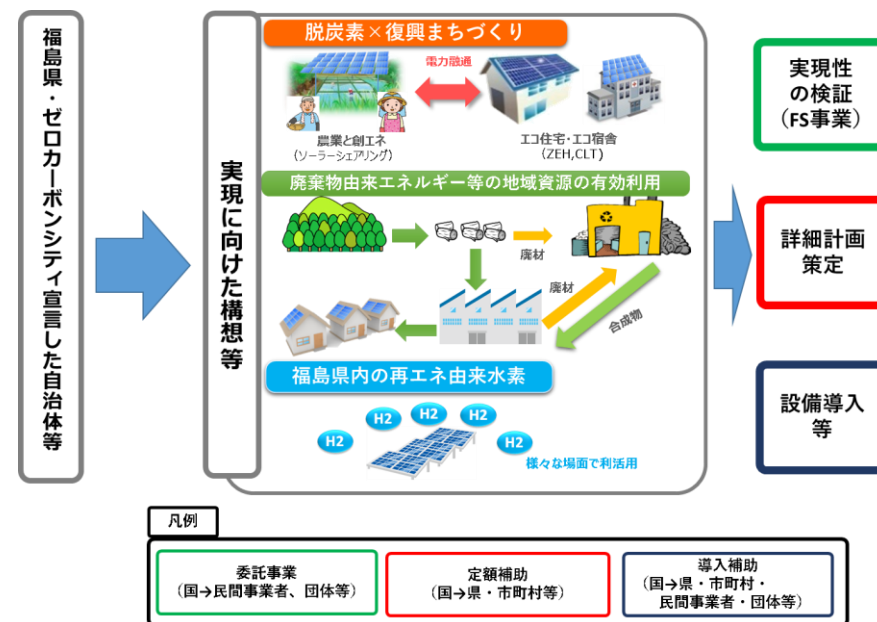 福島県・ゼロカーボンシティ宣言した自治体等
実現に向けた構想等
脱炭素×復興まちづくり
電力融通
農業と創エネ
(ソーラーシェアリング)
エコ住宅・エコ宿舎
(ZEH,CLT)
廃棄物由来エネルギー等の地域資源の有効利用
廃材
廃材
合成物
福島県内の再エネ由来水素
H2
H2
H2
H2
H2
様々な場面で利活用
実現性
の検証
(FS事業)
詳細計画
策定
設備導入
等
凡例
委託事業
(国→民間事業者、団体等)
定額補助
(国→県・市町村等)
導入補助
(国→県・市町村・
民間事業者・団体等)